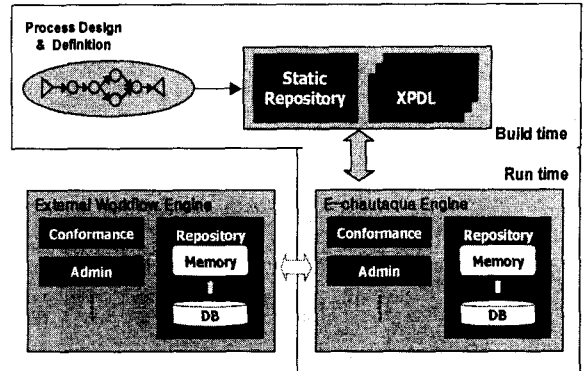 Process Design
& Definition
Static
Repository
XPDL
Build time
Run time
External Workflow Engine
Conformance
Admin
Repository
Memory
DB
E-chautaqua Engine
Conformance
Admin
Repository
Memory
DB